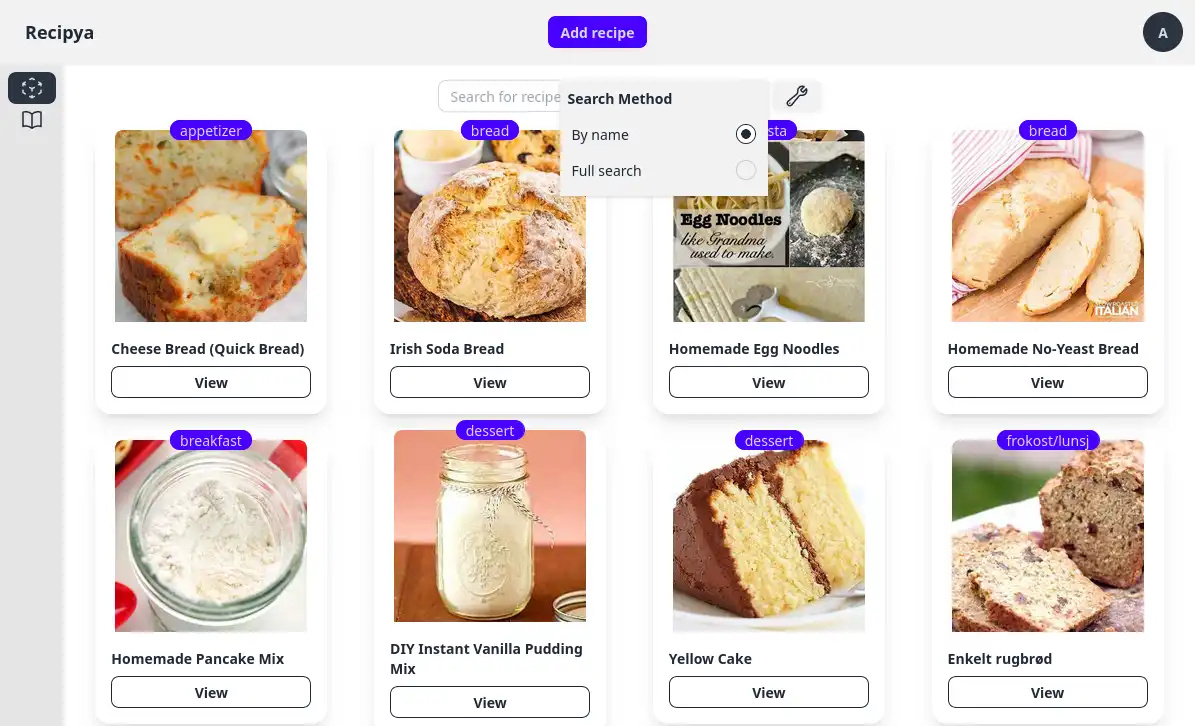 Recipya
Add recipe
A
Search for recipe
Search Method
By name
Full search
appetizer
bread
sta
bread
Egg Noodles
like Grandma
used to make.
ITALIAN
Cheese Bread (Quick Bread)
Irish Soda Bread
Homemade Egg Noodles
Homemade No-Yeast Bread
View
View
View
View
breakfast
dessert
dessert
frokost/lunsj
Homemade Pancake Mix
DIY Instant Vanilla Pudding
Mix
Yellow Cake
Enkelt rugbrød
View
View
View
View